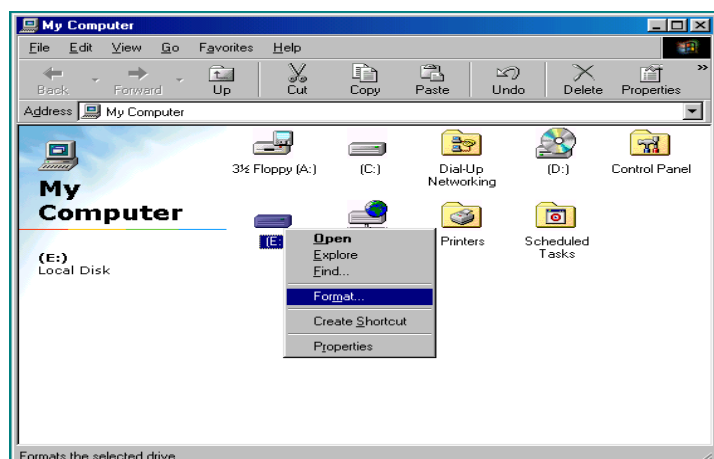 My Computer
File Edit View Go Favorites Help
Back Forward Up Cut Copy Paste Undo Delete Properties »
Address My Computer
My
Computer
(E:)
Local Disk
3½ Floppy (A:) (C:) Dial-Up
Networking (D:) Control Panel
(E: Printers Scheduled
Tasks
Open
Explore
Find...
Format...
Create Shortcut
Properties
Formats the selected drive